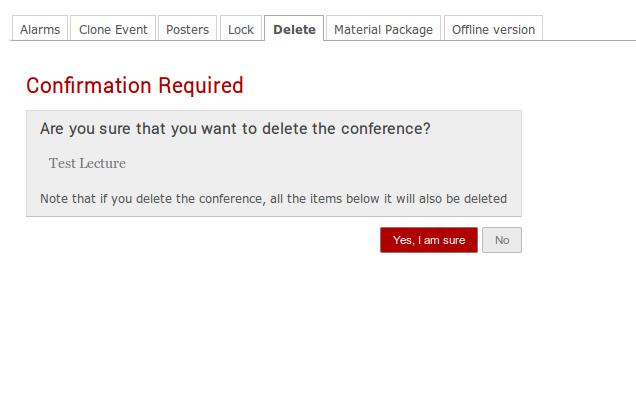 Alarms Clone Event Posters Lock Delete Material Package Offline version
Confirmation Required
Are you sure that you want to delete the conference?
Test Lecture
Note that if you delete the conference, all the items below it will also be deleted
Yes, I am sure No